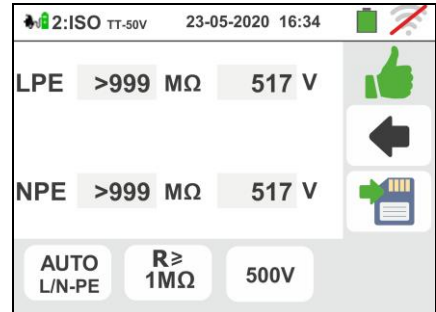 2:ISO TT-50V 23-05-2020 16:34
LPE >999 MΩ 517 V
NPE >999 MΩ 517 V
AUTO L/N-PE
R≥ 1MΩ
500V